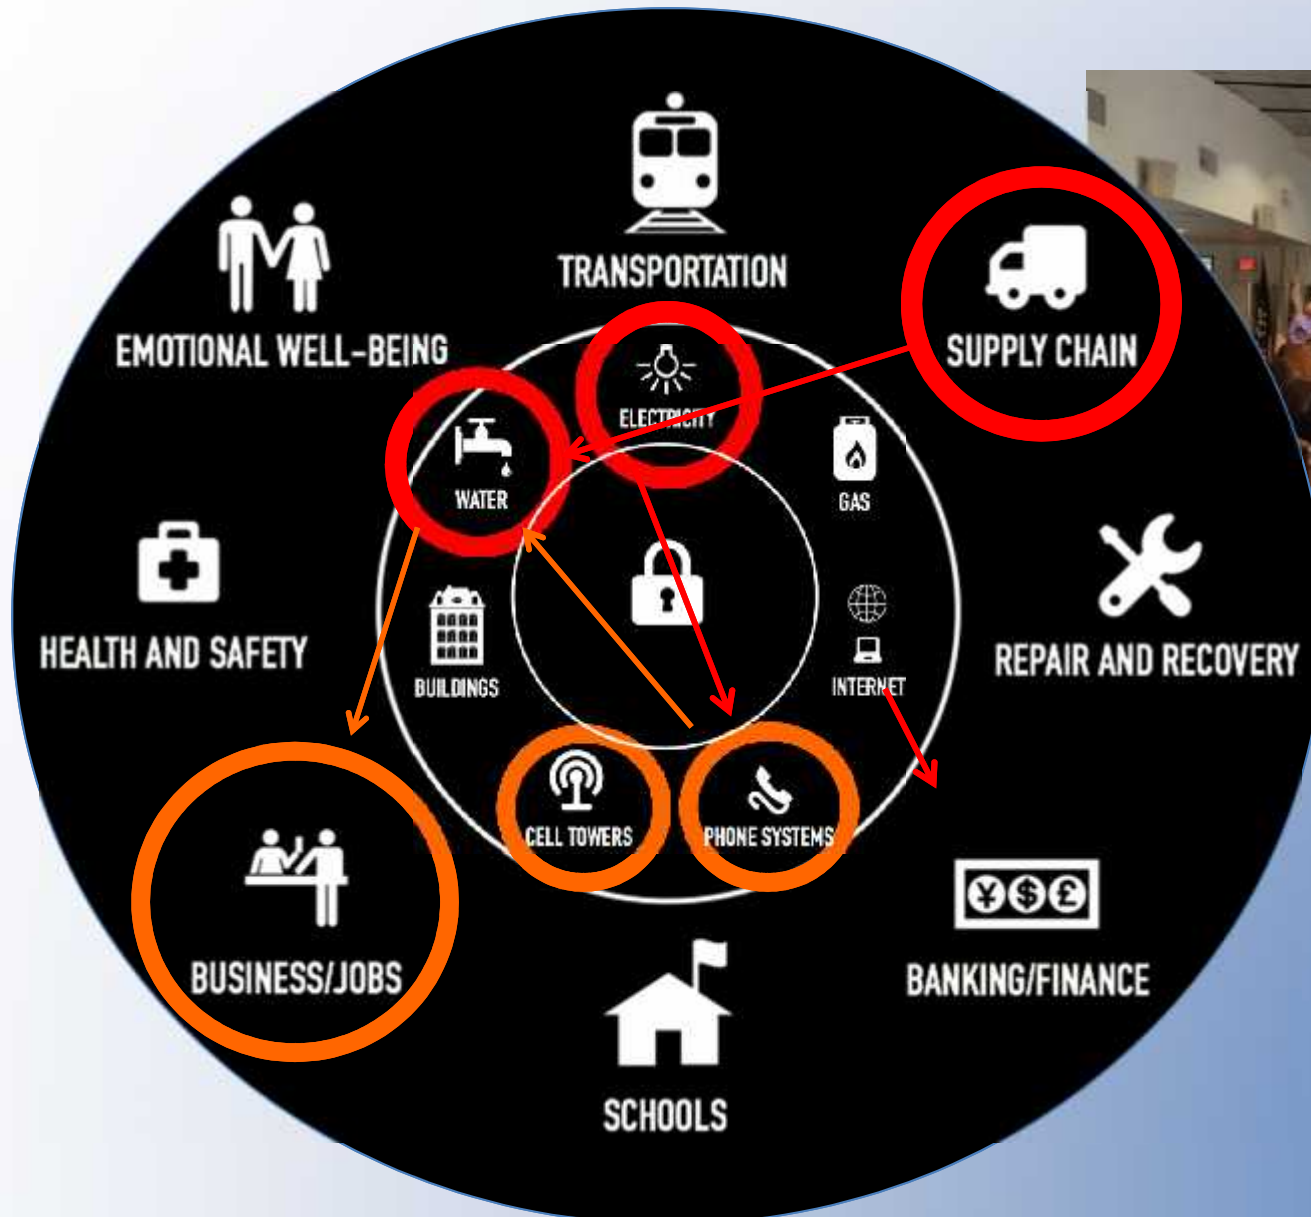 TRANSPORTATION
EMOTIONAL WELL-BEING
SUPPLY CHAIN
ELECTRICITY
WATER
GAS
HEALTH AND SAFETY
BUILDINGS
INTERNET
REPAIR AND RECOVERY
CELL TOWERS
PHONE SYSTEMS
¥ $ £
BUSINESS/JOBS
BANKING/FINANCE
SCHOOLS